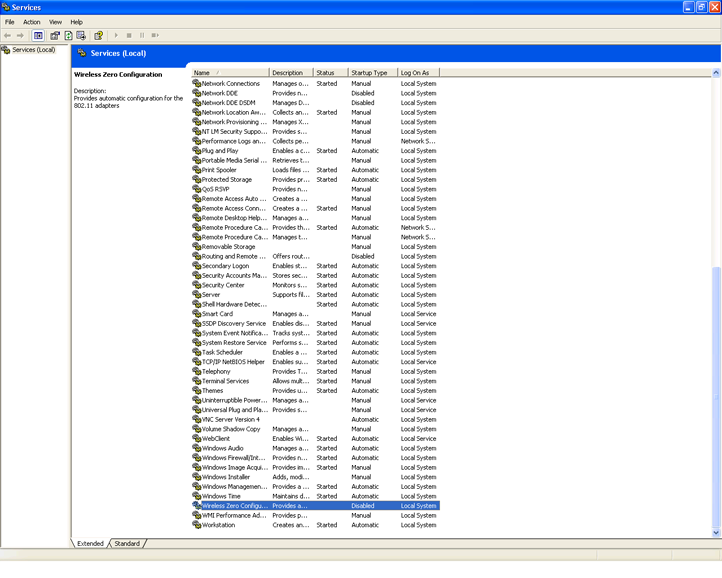 Services
File Action View Help
Services (Local)
Services (Local)
Wireless Zero Configuration
Description:
Provides automatic configuration for the
802.11 adapters
Name / Description Status Startup Type Log On As
Network Connections Manages o... Started Manual Local System
Network DDE Provides n... Disabled Local System
Network DDE DSDM Manages D... Disabled Local System
Network Location Aw... Collects an... Started Manual Local System
Network Provisioning ... Manages X... Manual Local System
NT LM Security Suppo... Provides s... Manual Local System
Performance Logs an... Collects pe... Manual Network S...
Plug and Play Enables a c... Started Automatic Local System
Portable Media Serial ... Retrieves t... Manual Local System
Print Spooler Loads files ... Started Automatic Local System
Protected Storage Provides pr... Started Automatic Local System
QoS RSVP Provides n... Manual Local System
Remote Access Auto ... Creates a ... Manual Local System
Remote Access Conn... Creates a ... Started Manual Local System
Remote Desktop Help... Manages a... Manual Local System
Remote Procedure Ca... Provides th... Started Automatic Network S...
Remote Procedure Ca... Manages t... Manual Network S...
Removable Storage Manual Local System
Routing and Remote ... Offers rout... Disabled Local System
Secondary Logon Enables st... Started Automatic Local System
Security Accounts Ma... Stores sec... Started Automatic Local System
Security Center Monitors s... Started Automatic Local System
Server Supports fil... Started Automatic Local System
Shell Hardware Detec... Started Automatic Local System
Smart Card Manages a... Manual Local Service
SSDP Discovery Service Enables dis... Started Manual Local Service
System Event Notifica... Tracks syst... Started Automatic Local System
System Restore Service Performs s... Started Automatic Local System
Task Scheduler Enables a ... Started Automatic Local System
TCP/IP NetBIOS Helper Enables su... Started Automatic Local Service
Telephony Provides T... Started Manual Local System
Terminal Services Allows mult... Started Manual Local System
Themes Provides u... Started Automatic Local System
Uninterruptible Power... Manages a... Manual Local Service
Universal Plug and Pla... Provides s... Manual Local Service
VNC Server Version 4 Automatic Local System
Volume Shadow Copy Manages a... Manual Local System
WebClient Enables Wi... Started Automatic Local Service
Windows Audio Manages a... Started Automatic Local System
Windows Firewall/Int... Provides n... Started Automatic Local System
Windows Image Acqui... Provides im... Started Manual Local System
Windows Installer Adds, modi... Manual Local System
Windows Managemen... Provides a ... Started Automatic Local System
Windows Time Maintains d... Started Automatic Local System
Wireless Zero Configu... Provides a... Disabled Local System
WMI Performance Ad... Provides p... Manual Local System
Workstation Creates an... Started Automatic Local System
Extended Standard